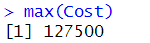 > max(Cost)
[1] 127500